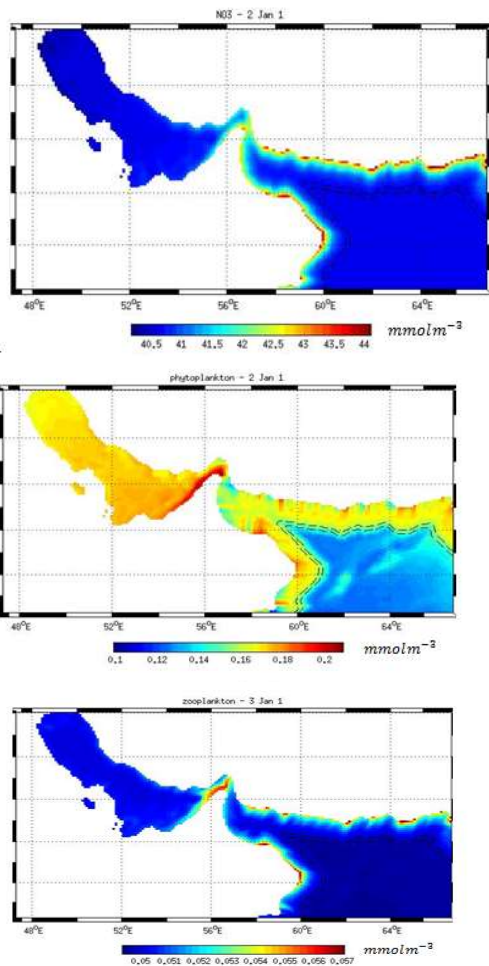 NO3 - 2 Jan 1
48°E 52°E 56°E 60°E 64°E
40.5 41 41.5 42 42.5 43 43.5 44 mmolm⁻³
phytoplankton - 2 Jan 1
48°E 52°E 56°E 60°E 64°E
0.1 0.12 0.14 0.16 0.18 0.2 mmolm⁻³
zooplankton - 3 Jan 1
48°E 52°E 56°E 60°E 64°E
0.05 0.051 0.052 0.053 0.054 0.055 0.056 0.057 mmolm⁻³